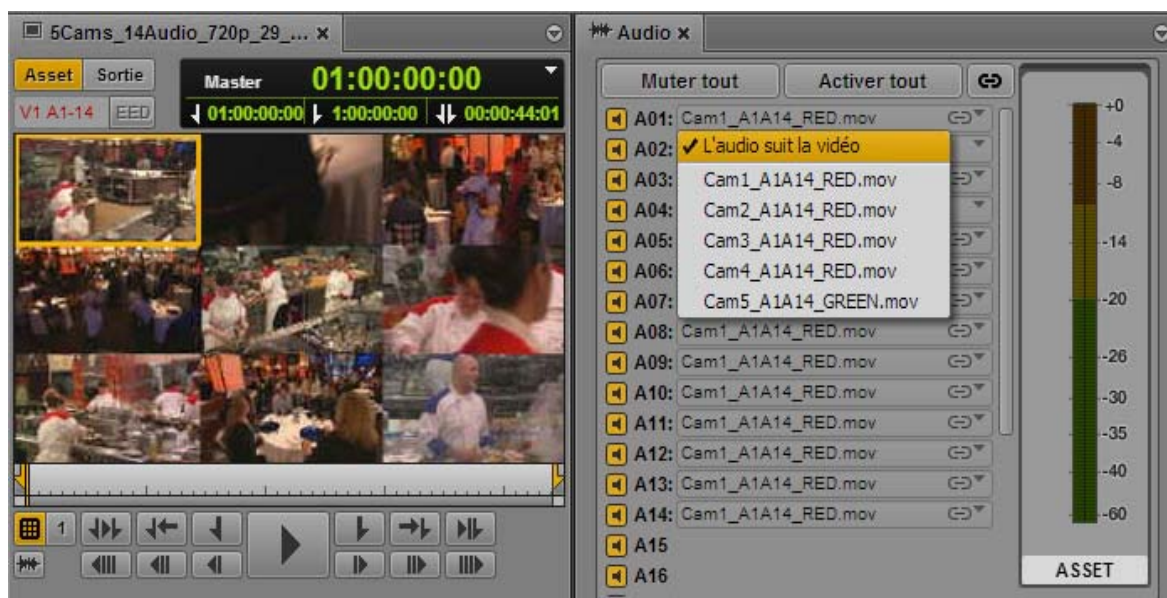 5Cams_14Audio_720p_29_... x
Asset Sortie
Master 01:00:00:00
V1 A1-14 EED
01:00:00:00 1:00:00:00 00:00:44:01
1
Audio x
Muter tout Activer tout
A01: Cam1_A1A14_RED.mov
A02:
✔ L'audio suit la vidéo
A03:
Cam1_A1A14_RED.mov
A04:
Cam2_A1A14_RED.mov
A05:
Cam3_A1A14_RED.mov
A06:
Cam4_A1A14_RED.mov
A07:
Cam5_A1A14_GREEN.mov
A08: Cam1_A1A14_RED.mov
A09: Cam1_A1A14_RED.mov
A10: Cam1_A1A14_RED.mov
A11: Cam1_A1A14_RED.mov
A12: Cam1_A1A14_RED.mov
A13: Cam1_A1A14_RED.mov
A14: Cam1_A1A14_RED.mov
A15
A16
+0
-4
-8
-14
-20
-26
-30
-35
-40
-60
ASSET